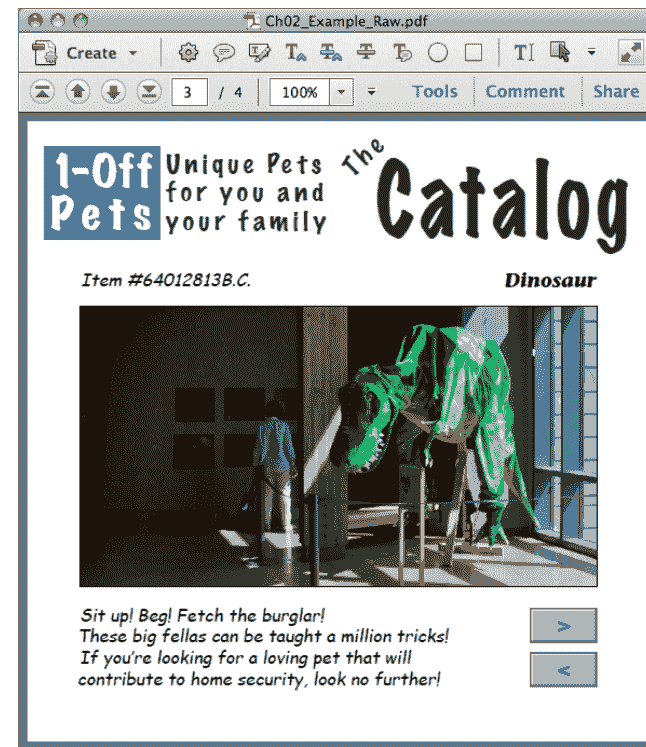 Ch02_Example_Raw.pdf
Create
3 / 4 100% Tools Comment Share
1-Off
Pets
Unique Pets
for you and
your family
The
Catalog
Item #64012813B.C. Dinosaur
Sit up! Beg! Fetch the burglar!
These big fellas can be taught a million tricks!
If you're looking for a loving pet that will
contribute to home security, look no further!
>
<